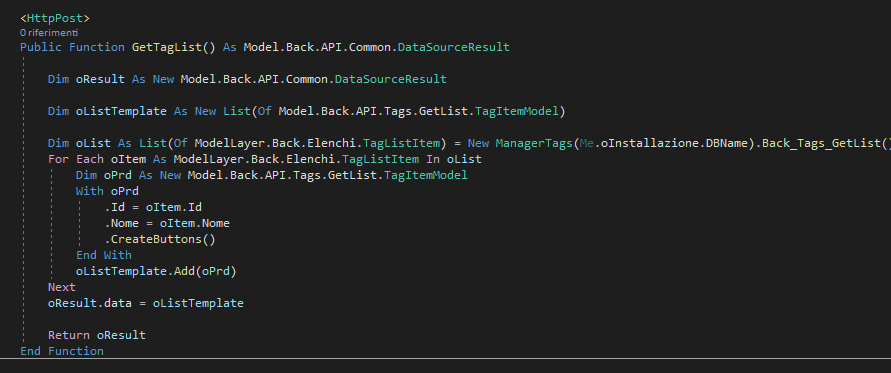 <HttpPost>
0 riferimenti
Public Function GetTagList() As Model.Back.API.Common.DataSourceResult
Dim oResult As New Model.Back.API.Common.DataSourceResult
Dim oListTemplate As New List(Of Model.Back.API.Tags.GetList.TagItemModel)
Dim oList As List(Of ModelLayer.Back.Elenchi.TagListItem) = New ManagerTags(Me.oInstallazione.DBName).Back_Tags_GetList()
For Each oItem As ModelLayer.Back.Elenchi.TagListItem In oList
Dim oPrd As New Model.Back.API.Tags.GetList.TagItemModel
With oPrd
.Id = oItem.Id
.Nome = oItem.Nome
.CreateButtons()
End With
oListTemplate.Add(oPrd)
Next
oResult.data = oListTemplate
Return oResult
End Function